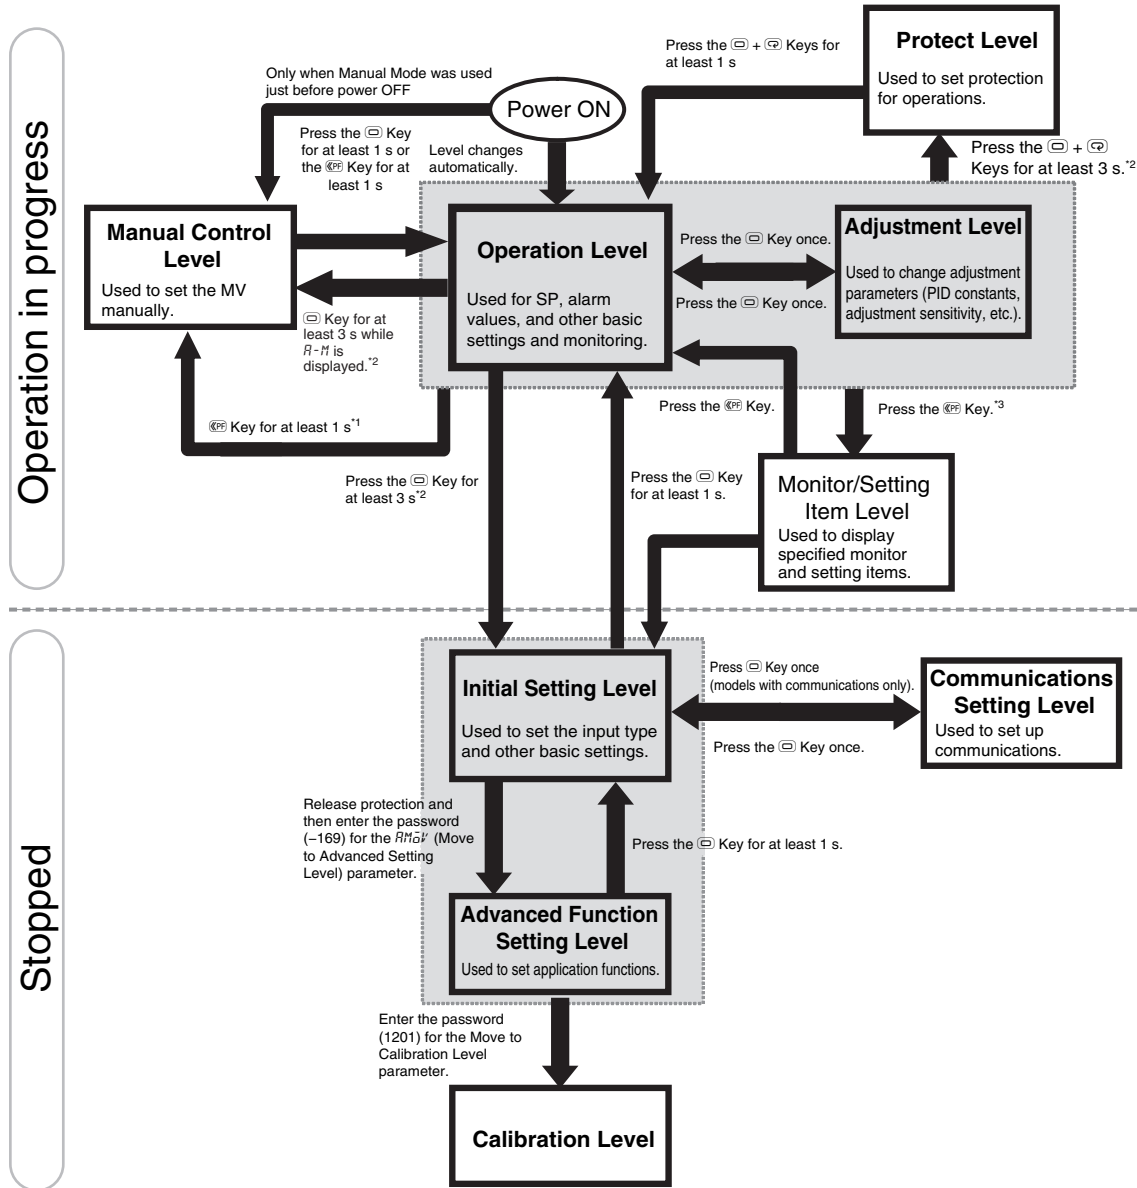 Operation in progress
Only when Manual Mode was used
just before power OFF
Power ON
Press the Key
for at least 1 s or
the PF Key for at
least 1 s
Level changes
automatically.
Press the + Keys for
at least 1 s
Protect Level
Used to set protection
for operations.
Press the +
Keys for at least 3 s.*2
Manual Control
Level
Used to set the MV
manually.
Operation Level
Used for SP, alarm
values, and other basic
settings and monitoring.
Press the Key once.
Press the Key once.
Adjustment Level
Used to change adjustment
parameters (PID constants,
adjustment sensitivity, etc.).
Key for at
least 3 s while
A-M is
displayed.*2
PF Key for at least 1 s*1
Press the PF Key.
Press the PF Key.*3
Press the Key for
at least 3 s*2
Press the Key
for at least 1 s.
Monitor/Setting
Item Level
Used to display
specified monitor
and setting items.
Stopped
Initial Setting Level
Used to set the input type
and other basic settings.
Press Key once
(models with communications only).
Press the Key once.
Communications
Setting Level
Used to set up
communications.
Release protection and
then enter the password
(−169) for the AMoV (Move
to Advanced Setting
Level) parameter.
Press the Key for at least 1 s.
Advanced Function
Setting Level
Used to set application functions.
Enter the password
(1201) for the Move to
Calibration Level
parameter.
Calibration Level